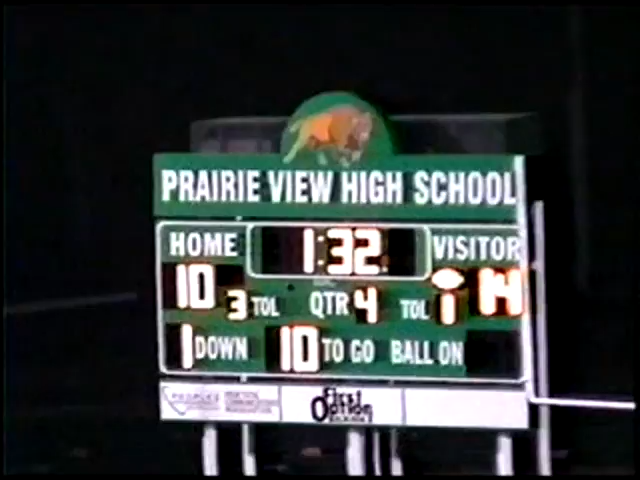 PRAIRIE VIEW HIGH SCHOOL
HOME 1:32 VISITOR
10 3 TOL QTR 4 TOL 1 14
1 DOWN 10 TO GO BALL ON
First Option